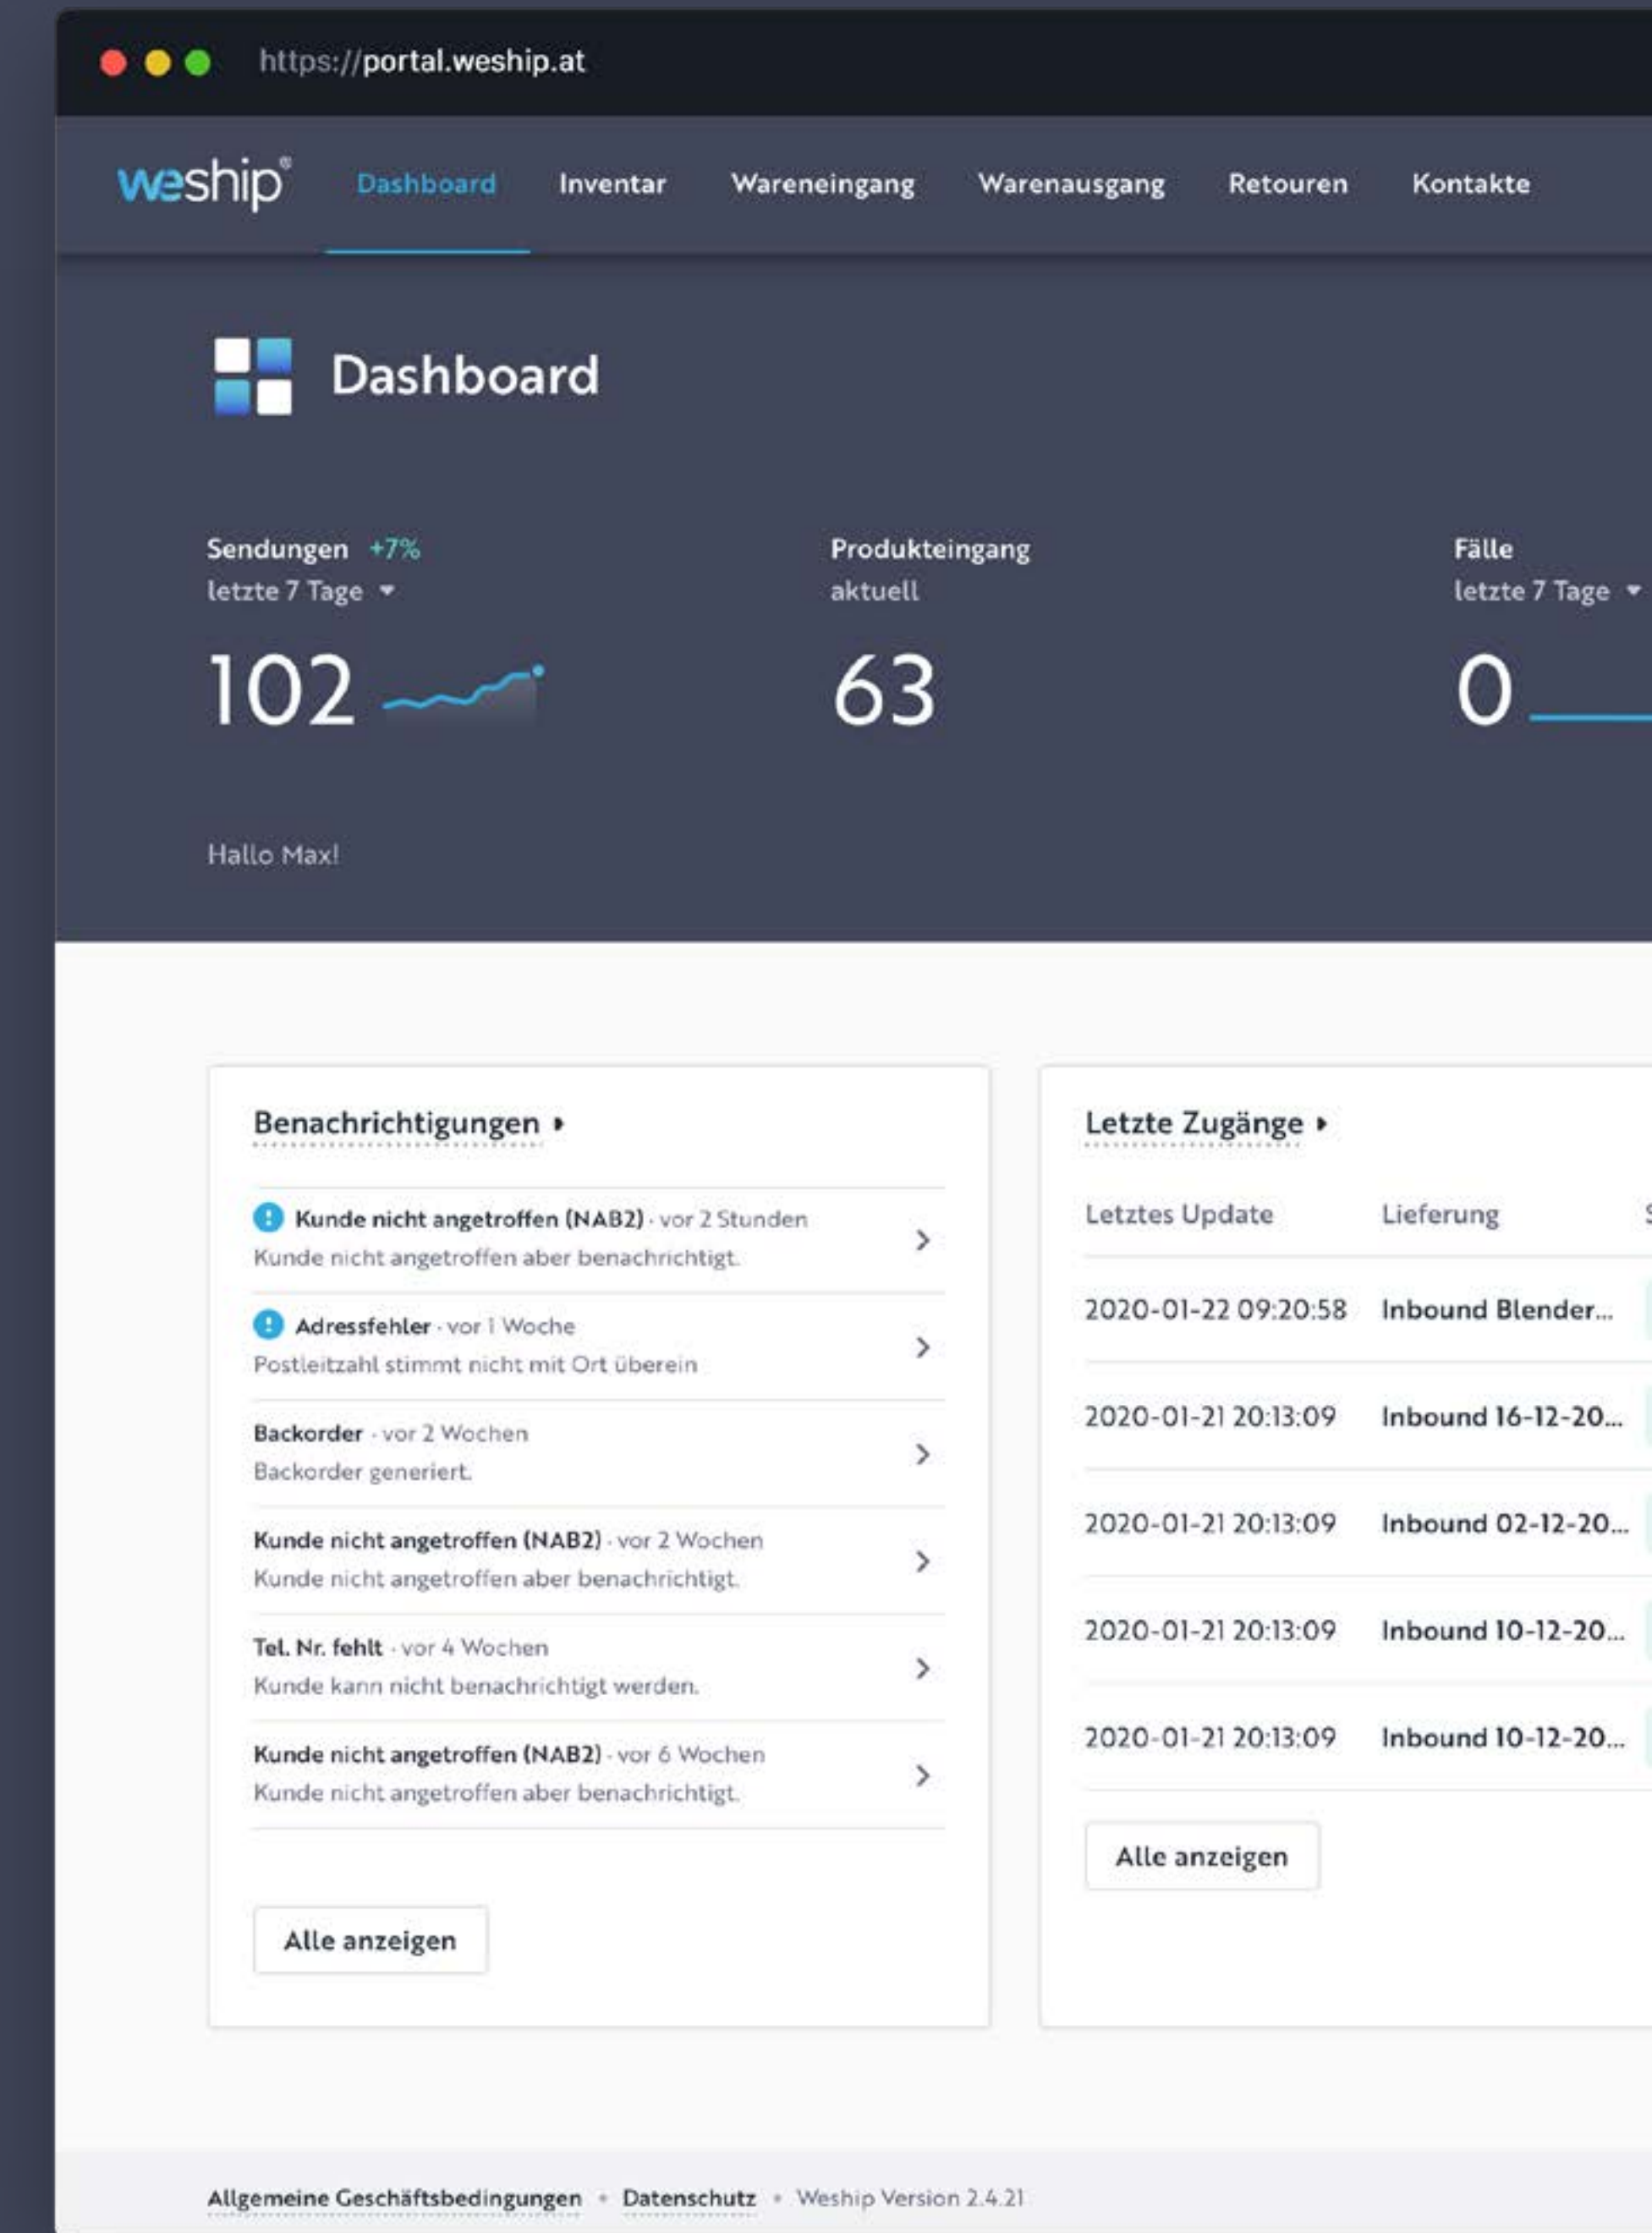 https://portal.weship.at
weship® Dashboard Inventar Wareneingang Warenausgang Retouren Kontakte
Dashboard
Sendungen +7% Produkteingang Fälle
letzte 7 Tage aktuell letzte 7 Tage
102 63 0
Hallo Max!
Benachrichtigungen
Kunde nicht angetroffen (NAB2) · vor 2 Stunden
Kunde nicht angetroffen aber benachrichtigt.
Adressfehler · vor 1 Woche
Postleitzahl stimmt nicht mit Ort überein
Backorder · vor 2 Wochen
Backorder generiert.
Kunde nicht angetroffen (NAB2) · vor 2 Wochen
Kunde nicht angetroffen aber benachrichtigt.
Tel. Nr. fehlt · vor 4 Wochen
Kunde kann nicht benachrichtigt werden.
Kunde nicht angetroffen (NAB2) · vor 6 Wochen
Kunde nicht angetroffen aber benachrichtigt.
Alle anzeigen
Letzte Zugänge
Letztes Update Lieferung
2020-01-22 09:20:58 Inbound Blender...
2020-01-21 20:13:09 Inbound 16-12-20...
2020-01-21 20:13:09 Inbound 02-12-20...
2020-01-21 20:13:09 Inbound 10-12-20...
2020-01-21 20:13:09 Inbound 10-12-20...
Alle anzeigen
Allgemeine Geschäftsbedingungen • Datenschutz • Weship Version 2.4.21